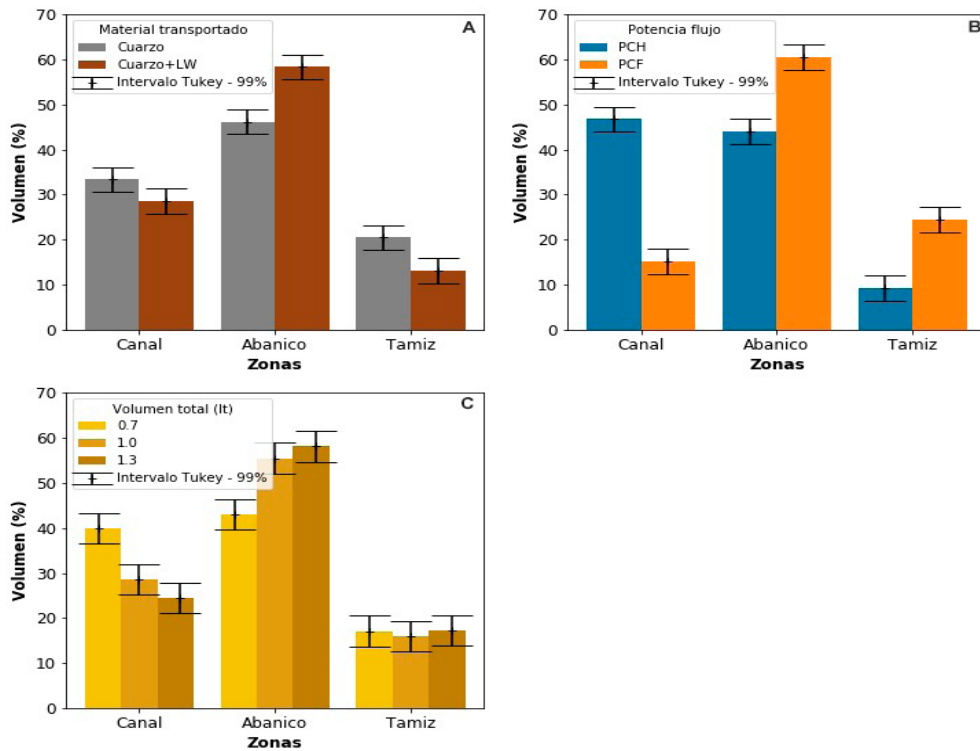 A
Material transportado
Cuarzo
Cuarzo+LW
Intervalo Tukey - 99%
70
60
50
40
30
20
10
0
Volumen (%)
Canal
Abanico
Tamiz
Zonas
B
Potencia flujo
PCH
PCF
Intervalo Tukey - 99%
70
60
50
40
30
20
10
0
Volumen (%)
Canal
Abanico
Tamiz
Zonas
C
Volumen total (lt)
0.7
1.0
1.3
Intervalo Tukey - 99%
70
60
50
40
30
20
10
0
Volumen (%)
Canal
Abanico
Tamiz
Zonas